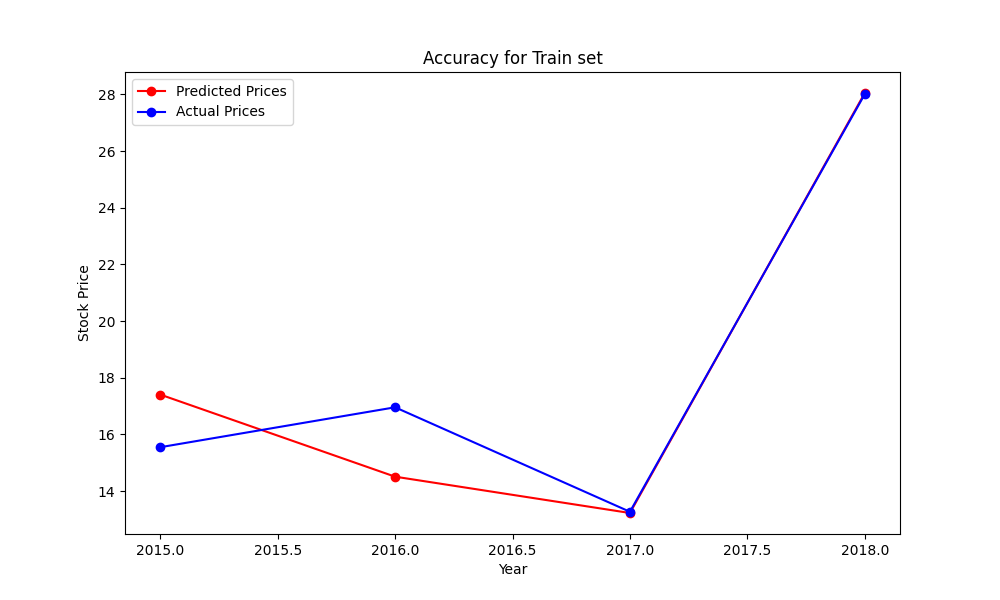 Accuracy for Train set
Predicted Prices
Actual Prices
28
26
24
22
20
18
16
14
Stock Price
2015.0 2015.5 2016.0 2016.5 2017.0 2017.5 2018.0
Year